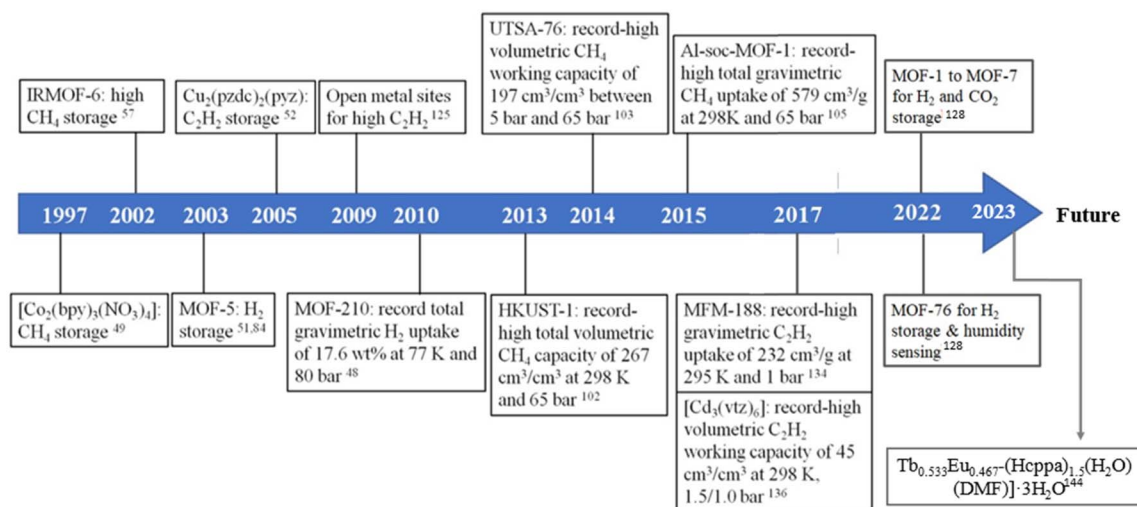 IRMOF-6: high
CH₄ storage ⁵⁷
Cu₂(pzdc)₂(pyz):
C₂H₂ storage ⁵²
Open metal sites
for high C₂H₂ ¹²⁵
UTSA-76: record-high
volumetric CH₄
working capacity of
197 cm³/cm³ between
5 bar and 65 bar ¹⁰³
Al-soc-MOF-1: record-
high total gravimetric
CH₄ uptake of 579 cm³/g
at 298K and 65 bar ¹⁰⁵
MOF-1 to MOF-7
for H₂ and CO₂
storage¹²⁸
1997 2002 2003 2005 2009 2010 2013 2014 2015 2017 2022 2023 Future
[Co₂(bpy)₃(NO₃)₄]:
CH₄ storage ⁴⁹
MOF-5: H₂
storage ⁵¹,⁸⁴
MOF-210: record total
gravimetric H₂ uptake
of 17.6 wt% at 77 K and
80 bar ⁴⁸
HKUST-1: record-
high total volumetric
CH₄ capacity of 267
cm³/cm³ at 298 K
and 65 bar ¹⁰²
MFM-188: record-high
gravimetric C₂H₂
uptake of 232 cm³/g at
295 K and 1 bar ¹³⁴
[Cd₃(vtz)₆]: record-high
volumetric C₂H₂
working capacity of 45
cm³/cm³ at 298 K,
1.5/1.0 bar ¹³⁶
MOF-76 for H₂
storage & humidity
sensing¹²⁸
Tb₀.₅₃₃Eu₀.₄₆₇-(Hcppa)₁.₅(H₂O)
(DMF)]·3H₂O¹⁴⁴